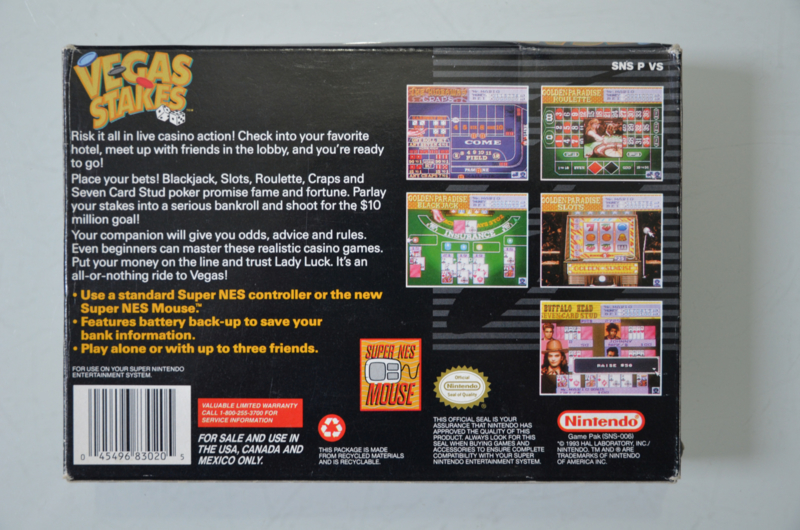 VEGAS
STAKES™
SNS P VS
Risk it all in live casino action! Check into your favorite
hotel, meet up with friends in the lobby, and you're ready
to go!
Place your bets! Blackjack, Slots, Roulette, Craps and
Seven Card Stud poker promise fame and fortune. Parlay
your stakes into a serious bankroll and shoot for the $10
million goal!
Your companion will give you odds, advice and rules.
Even beginners can master these realistic casino games.
Put your money on the line and trust Lady Luck. It's an
all-or-nothing ride to Vegas!
• Use a standard Super NES controller or the new
Super NES Mouse.™
• Features battery back-up to save your
bank information.
• Play alone or with up to three friends.
FOR USE ON YOUR SUPER NINTENDO
ENTERTAINMENT SYSTEM.
CRAPS
COME
FIELD
GOLDEN PARADISE
ROULETTE
GOLDEN PARADISE
BLACKJACK
INSURANCE
GOLDEN PARADISE
SLOTS
BUFFALO HEAD
RAISE
SUPER NES
MOUSE
Official
Nintendo
Seal of Quality
0 45496 83020 5
VALUABLE LIMITED WARRANTY
CALL 1-800-255-3700 FOR
SERVICE INFORMATION
FOR SALE AND USE IN
THE USA, CANADA AND
MEXICO ONLY.
THIS PACKAGE IS MADE
FROM RECYCLED MATERIALS
AND IS RECYCLABLE.
THIS OFFICIAL SEAL IS YOUR
ASSURANCE THAT NINTENDO HAS
APPROVED THE QUALITY OF THIS
PRODUCT. ALWAYS LOOK FOR THIS
SEAL WHEN BUYING GAMES AND
ACCESSORIES TO ENSURE COMPLETE
COMPATIBILITY WITH YOUR SUPER
NINTENDO ENTERTAINMENT SYSTEM.
Nintendo®
Game Pak (SNS-006)
© 1993 HAL LABORATORY, INC./
NINTENDO. TM AND ® ARE
TRADEMARKS OF NINTENDO
OF AMERICA INC.